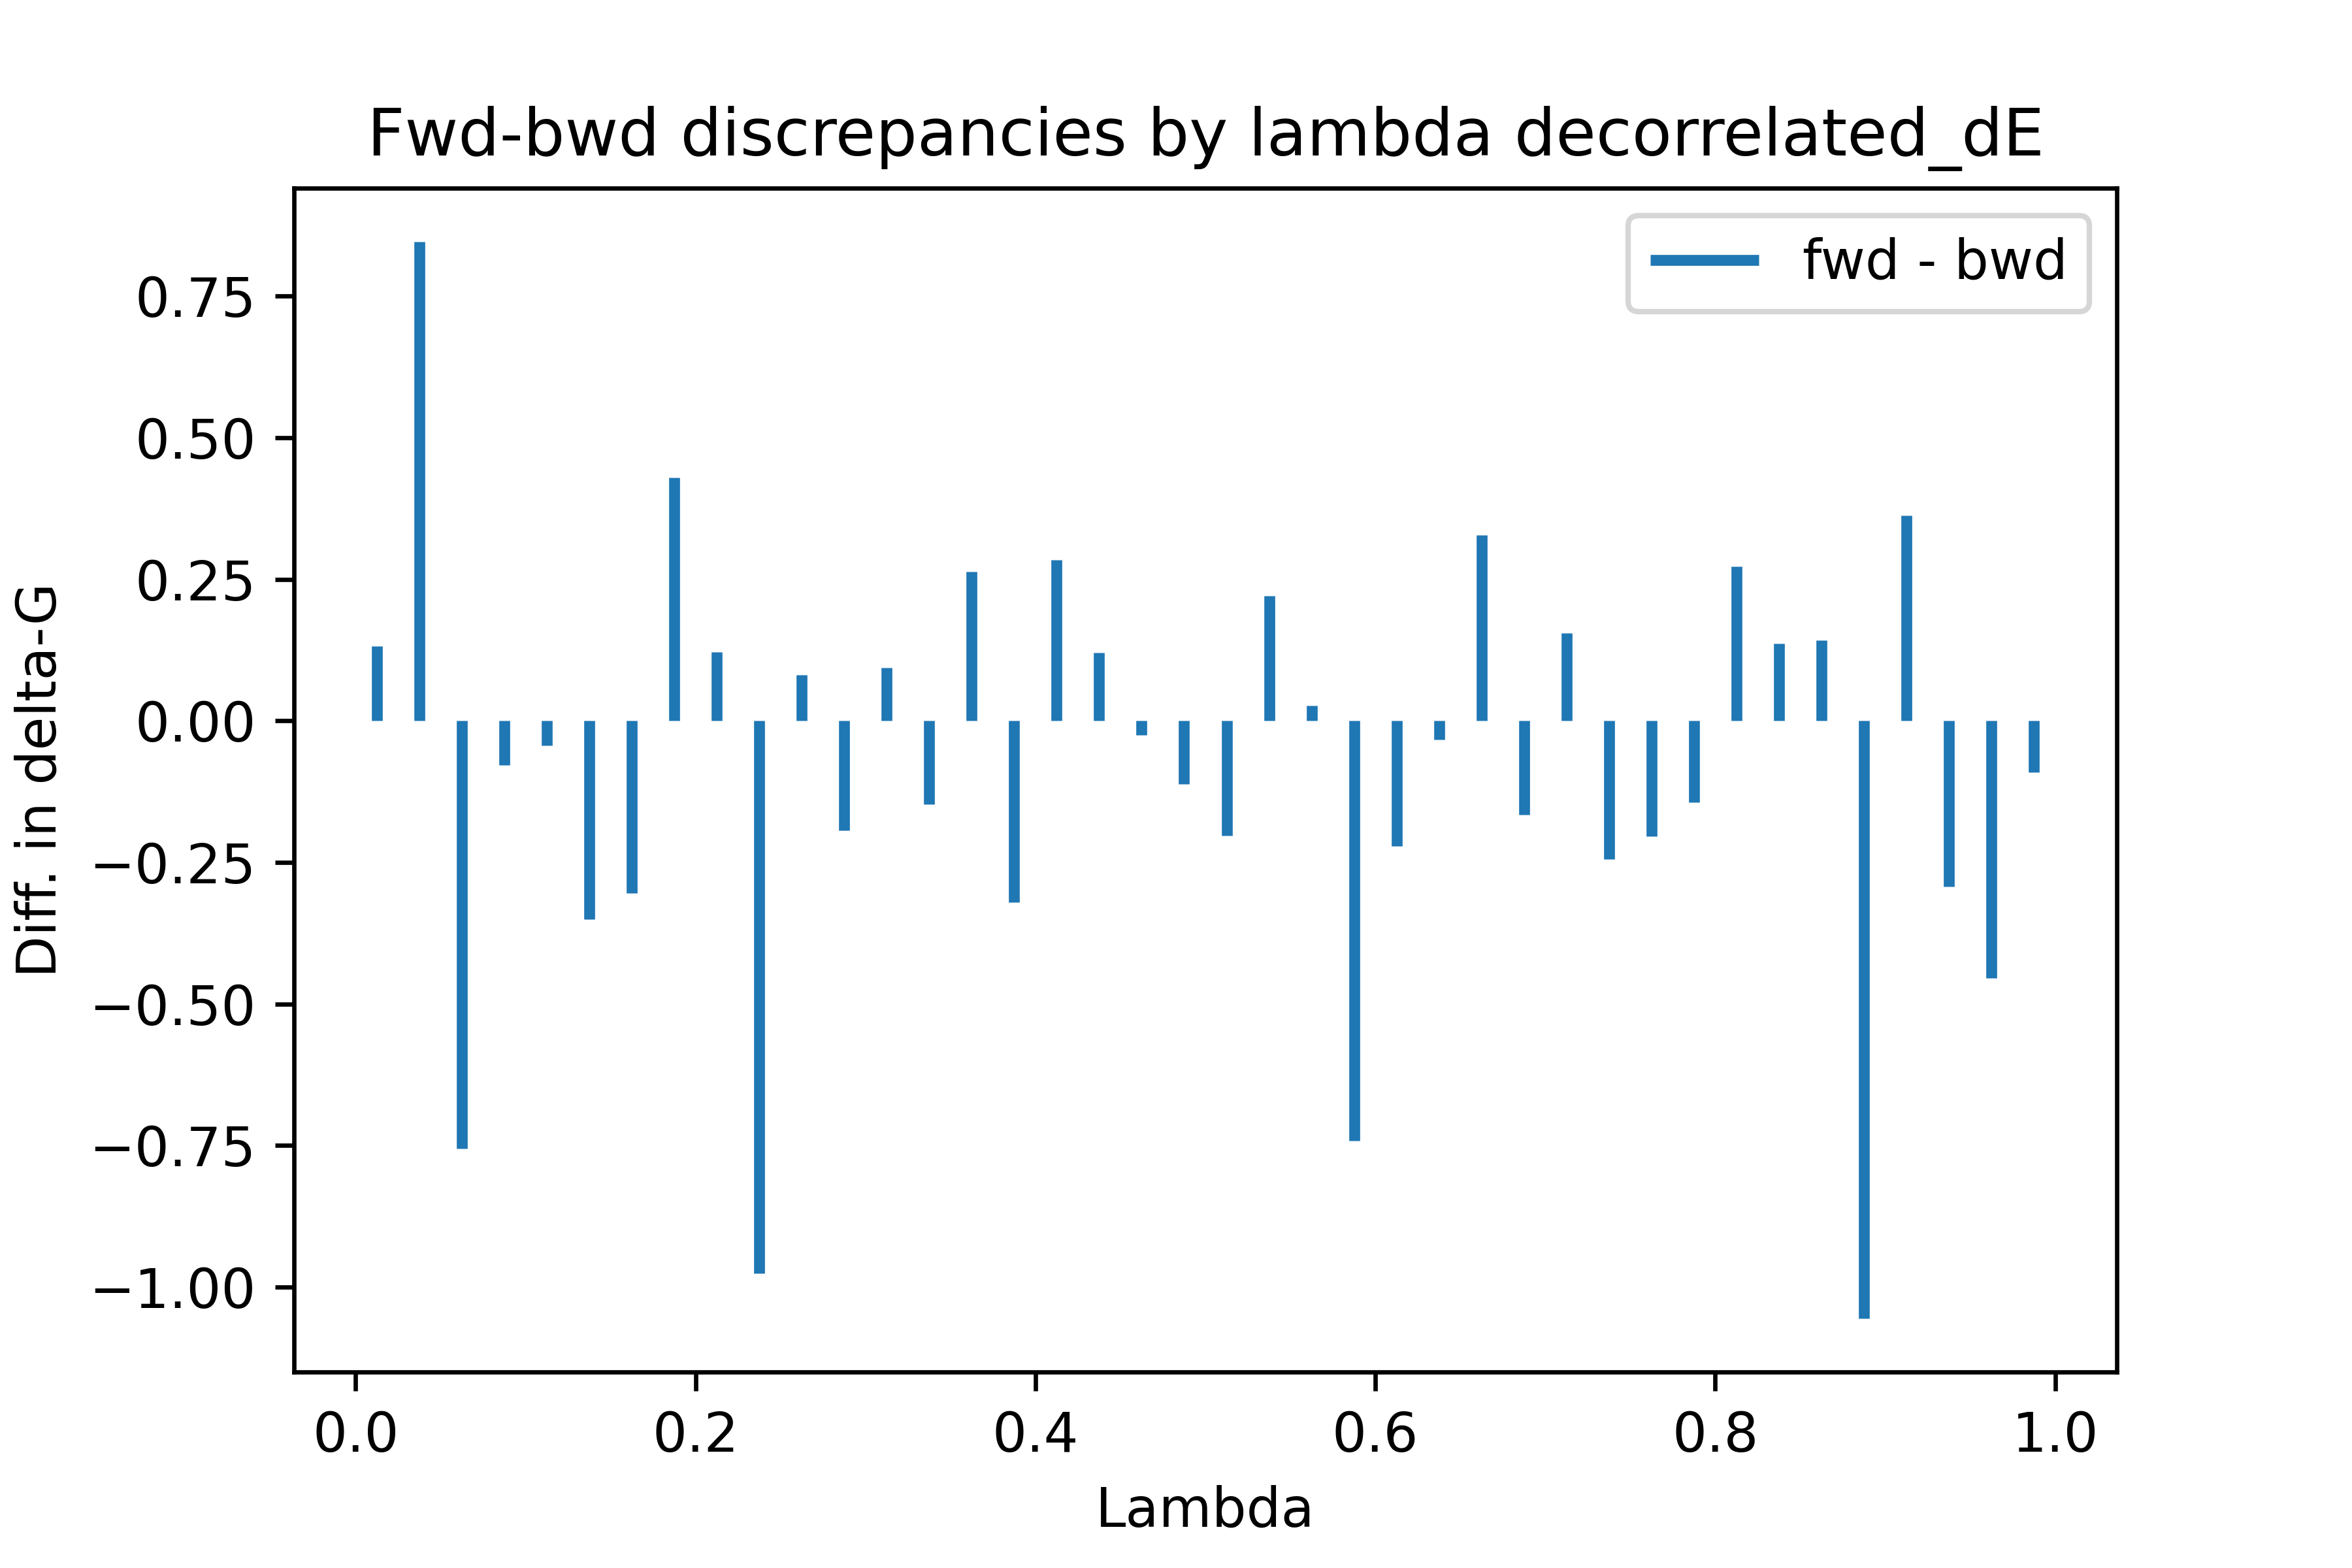 Fwd-bwd discrepancies by lambda decorrelated_dE
fwd - bwd
Diff. in delta-G
0.75
0.50
0.25
0.00
−0.25
−0.50
−0.75
−1.00
0.0 0.2 0.4 0.6 0.8 1.0
Lambda